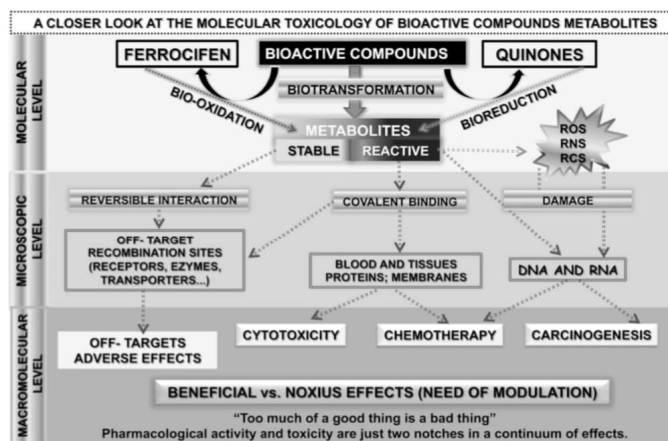 A CLOSER LOOK AT THE MOLECULAR TOXICOLOGY OF BIOACTIVE COMPOUNDS METABOLITES
MOLECULAR
LEVEL
FERROCIFEN
BIOACTIVE COMPOUNDS
QUINONES
BIO-OXIDATION
BIOTRANSFORMATION
BIOREDUCTION
METABOLITES
STABLE
REACTIVE
ROS
RNS
RCS
MICROSCOPIC
LEVEL
REVERSIBLE INTERACTION
COVALENT BINDING
DAMAGE
OFF- TARGET
RECOMBINATION SITES
(RECEPTORS, EZYMES,
TRANSPORTERS...)
BLOOD AND TISSUES
PROTEINS; MEMBRANES
DNA AND RNA
MACROMOLECULAR
LEVEL
OFF- TARGETS
ADVERSE EFFECTS
CYTOTOXICITY
CHEMOTHERAPY
CARCINOGENESIS
BENEFICIAL vs. NOXIUS EFFECTS (NEED OF MODULATION)
“Too much of a good thing is a bad thing”
Pharmacological activity and toxicity are just two notches in a continuum of effects.